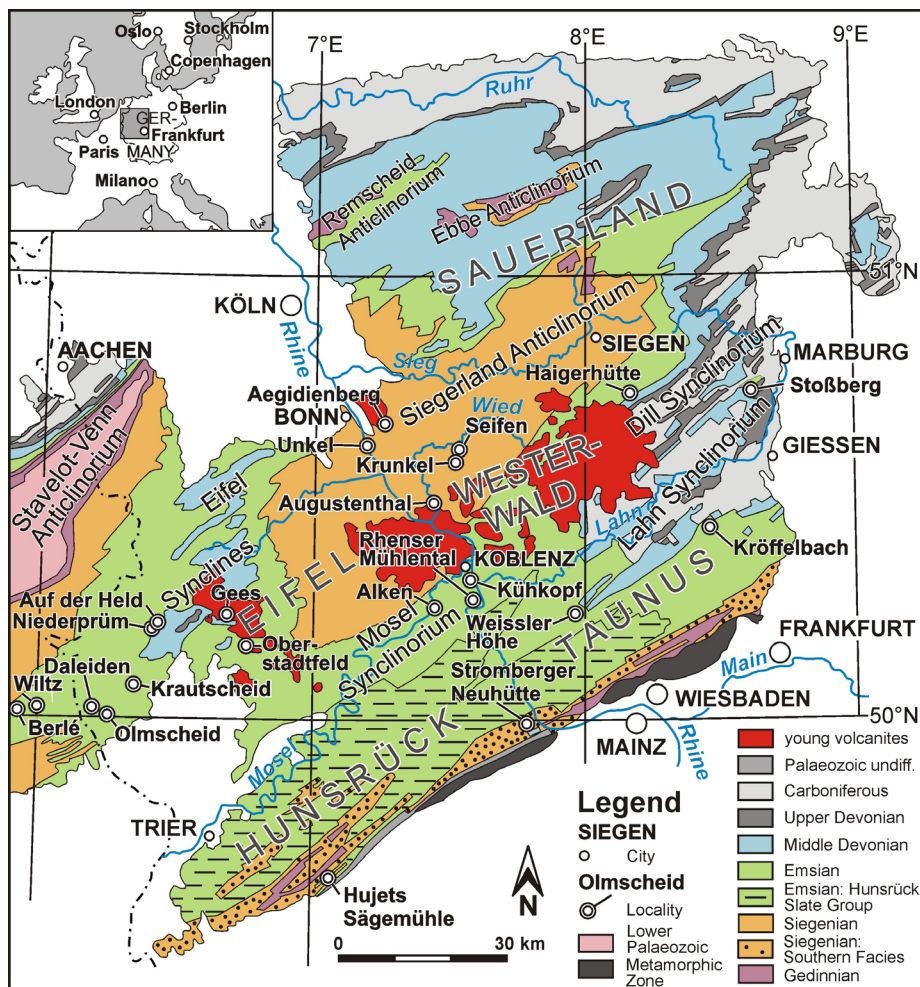 Oslo
Stockholm
Copenhagen
London
Berlin
GER-
Frankfurt
Paris
MANY
Milano
7°E
8°E
9°E
Ruhr
Remscheid
Anticlinorium
Ebbe Anticlinorium
SAUERLAND
51°N
KÖLN
Rhine
AACHEN
Sieg
Siegerland Anticlinorium
SIEGEN
Haigerhütte
MARBURG
Stoßberg
Dill Synclinorium
Aegidienberg
BONN
Wied
Seifen
Unkel
Krunkel
GIESSEN
Stavelot-Venn
Anticlinorium
Eifel
Synclines
Augustenthal
WESTER-
WALD
Lahn
Lahn Synclinorium
Kröffelbach
Rhenser
Mühlental
KOBLENZ
Kühkopf
EIFEL
Gees
Auf der Held
Niederprüm
Alken
Mosel
Synclinorium
Weissler
Höhe
TAUNUS
Ober-
stadtfeld
FRANKFURT
Main
Daleiden
Wiltz
Krautscheid
Stromberger
Neuhütte
WIESBADEN
Berlé
Olmscheid
50°N
MAINZ
Rhine
Mosel
HUNSRÜCK
TRIER
Hujets
Sägemühle
N
0
30 km
Legend
SIEGEN
City
Olmscheid
Locality
Lower
Palaeozoic
Metamorphic
Zone
young volcanites
Palaeozoic undiff.
Carboniferous
Upper Devonian
Middle Devonian
Emsian
Emsian: Hunsrück
Slate Group
Siegenian
Siegenian:
Southern Facies
Gedinnian